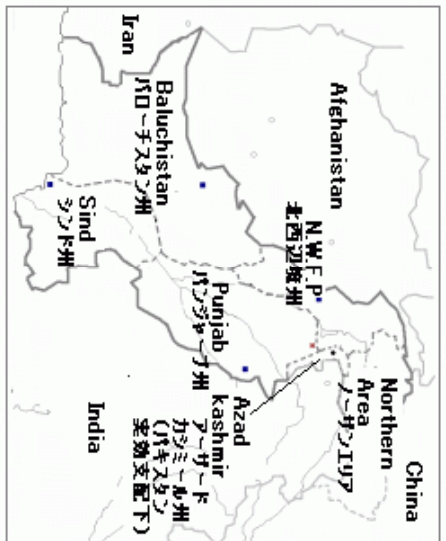 China
Northern
Area
ノーザンエリア
Afghanistan
N.W.F.P
北西辺境州
Azad
kashmir
アーザード
カシミール州
(パキスタン
実効支配下)
Punjab
パンジャーブ州
Baluchistan
バローチスタン州
Iran
India
Sind
シンド州